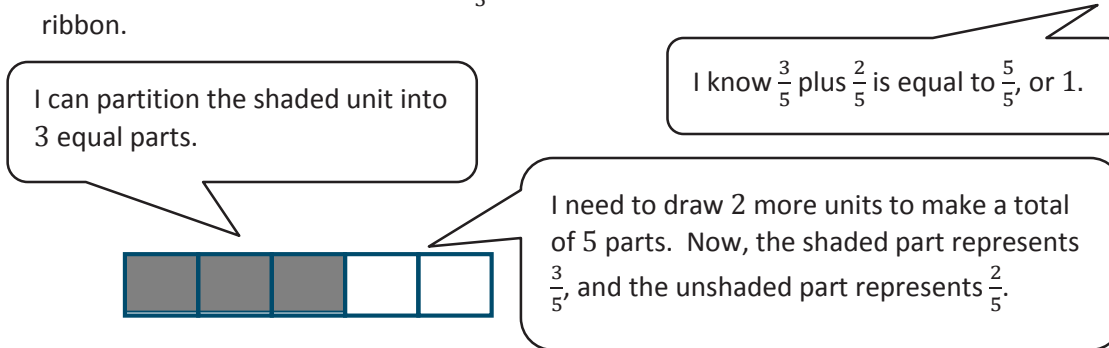 ribbon.
I know 3/5 plus 2/5 is equal to 5/5, or 1.
I can partition the shaded unit into
3 equal parts.
I need to draw 2 more units to make a total
of 5 parts. Now, the shaded part represents
3/5, and the unshaded part represents 2/5.